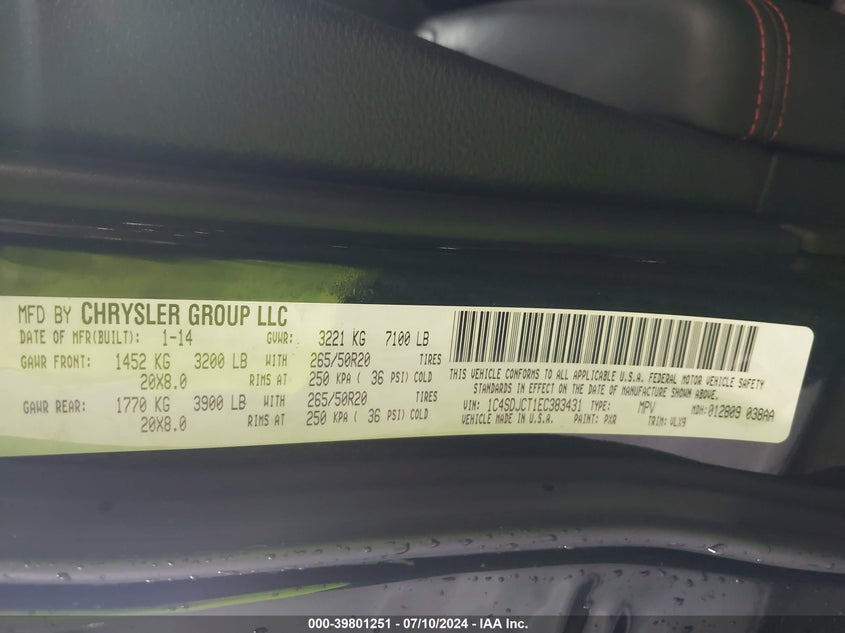 MFD BY CHRYSLER GROUP LLC
DATE OF MFR(BUILT): 1-14 GVWR: 3221 KG 7100 LB
GAWR FRONT: 1452 KG 3200 LB WITH 265/50R20 TIRES
20X8.0 RIMS AT 250 KPA ( 36 PSI) COLD
GAWR REAR: 1770 KG 3900 LB WITH 265/50R20 TIRES
20X8.0 RIMS AT 250 KPA ( 36 PSI) COLD
THIS VEHICLE CONFORMS TO ALL APPLICABLE U.S.A. FEDERAL MOTOR VEHICLE SAFETY
STANDARDS IN EFFECT ON THE DATE OF MANUFACTURE SHOWN ABOVE.
VIN: 1C4SDJCT1EC383431 TYPE: MPV MDH: 012809 038AA
VEHICLE MADE IN U.S.A. PAINT: PXR TRIM: VLX9
000-39801251 - 07/10/2024 - IAA Inc.